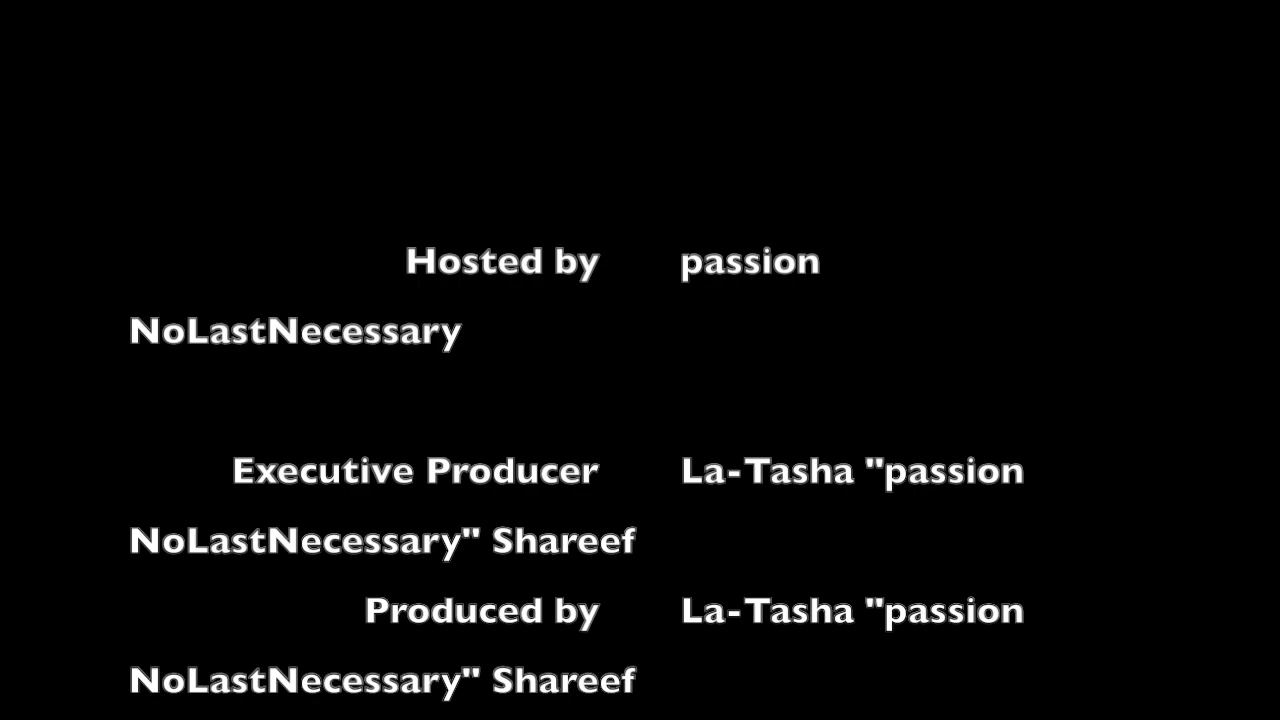 Hosted by passion
NoLastNecessary
Executive Producer La-Tasha "passion
NoLastNecessary" Shareef
Produced by La-Tasha "passion
NoLastNecessary" Shareef